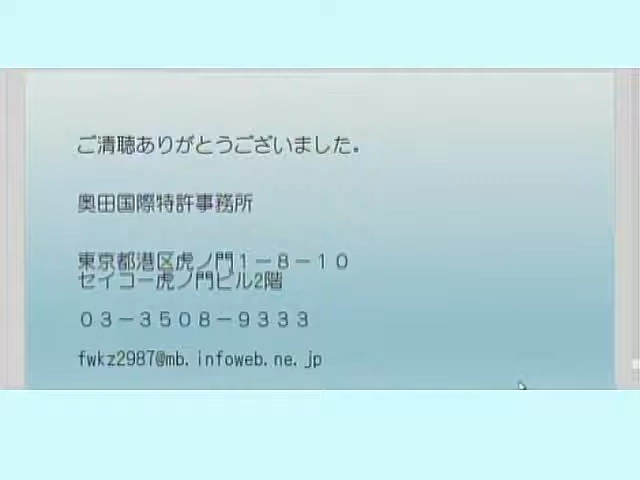 ご清聴ありがとうございました.
奥田国際特許事務所
東京都港区虎ノ門１－８－１０
セイコー虎ノ門ビル2階
０３－３５０８－９３３３
fwkz2987@mb.infoweb.ne.jp